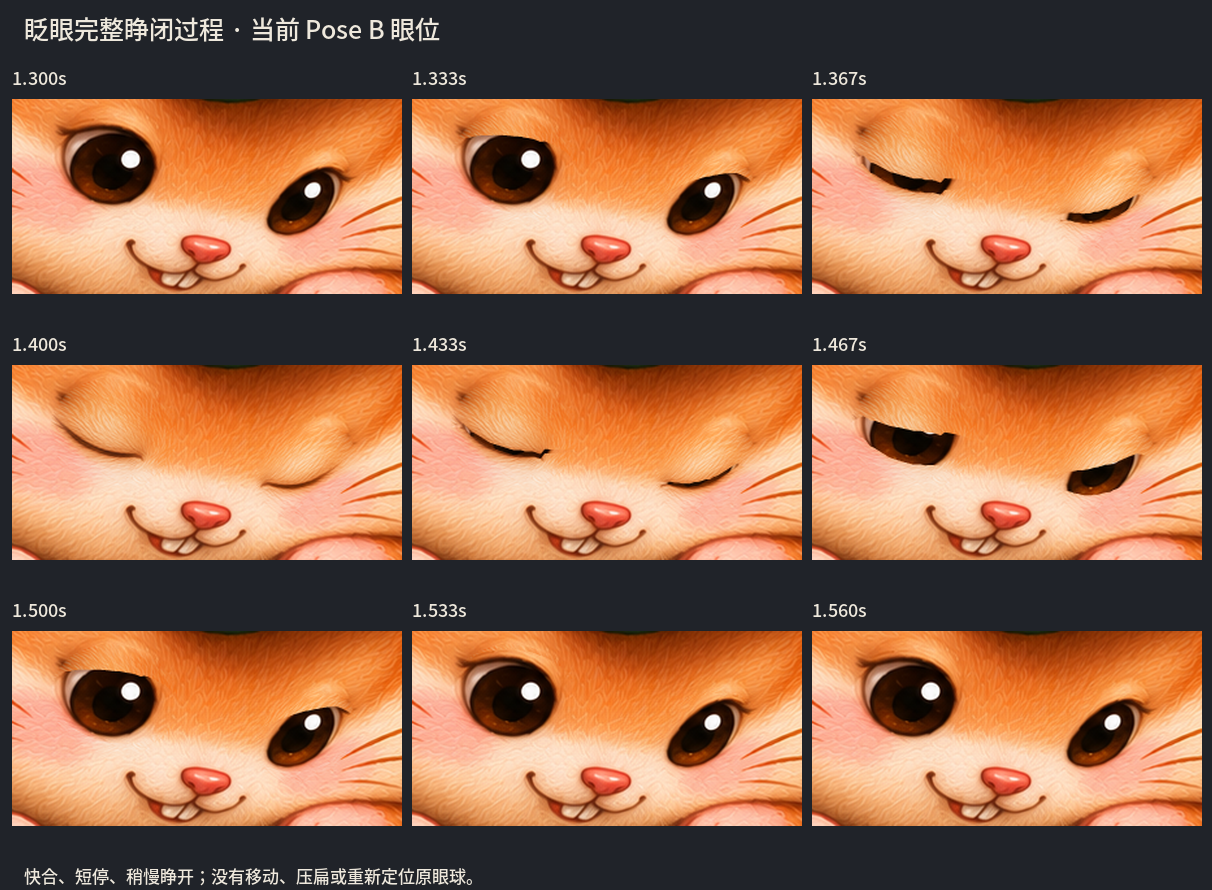 眨眼完整睁闭过程 · 当前 Pose B 眼位
1.300s
1.333s
1.367s
1.400s
1.433s
1.467s
1.500s
1.533s
1.560s
快合、短停、稍慢睁开；没有移动、压扁或重新定位原眼球。